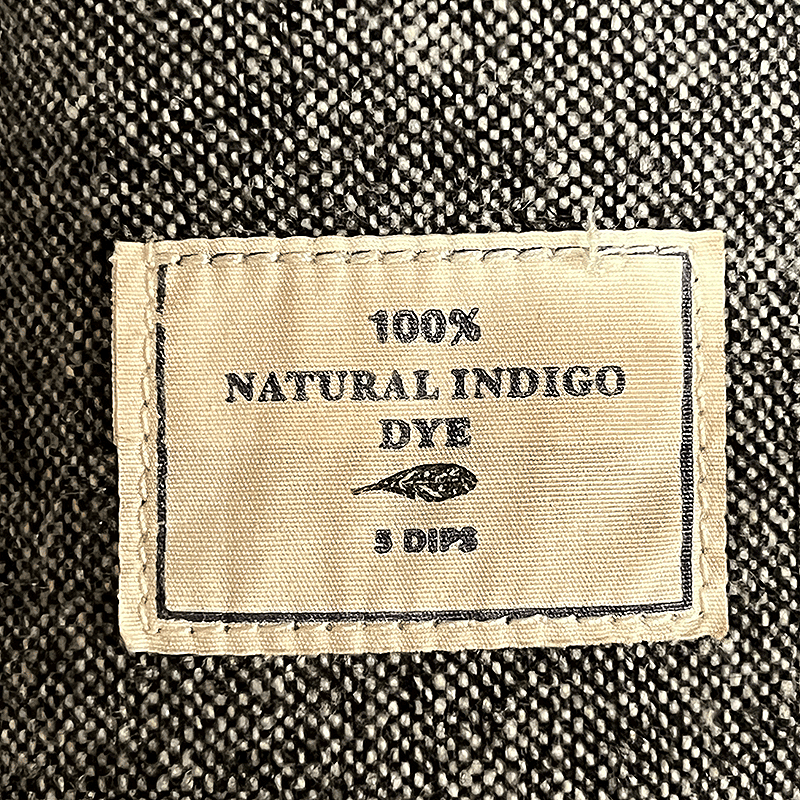 100%
NATURAL INDIGO
DYE
5 DIPS